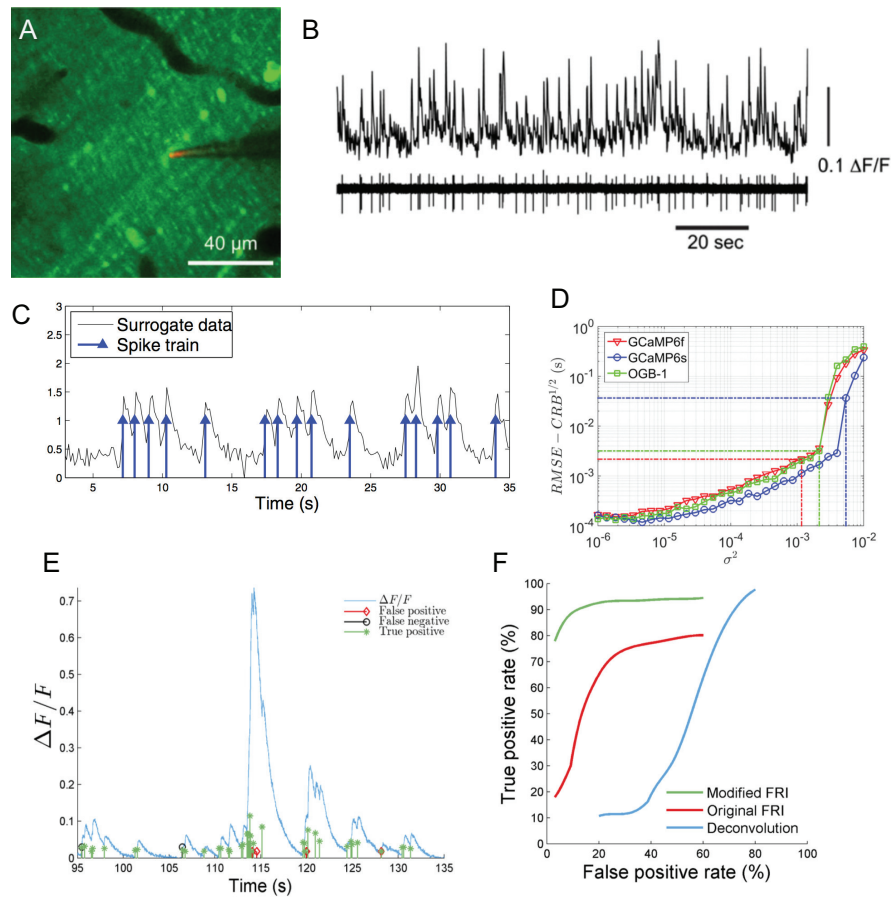 A
40 µm
B
0.1 ΔF/F
20 sec
C
3
2.5
2
1.5
1
0.5
0
Surrogate data
Spike train
5 10 15 20 25 30 35
Time (s)
D
10^0
10^-1
10^-2
10^-3
10^-4
RMSE − CRB^1/2 (s)
GCaMP6f
GCaMP6s
OGB-1
10^-6 10^-5 10^-4 10^-3 10^-2
σ^2
E
0.7
0.6
0.5
0.4
0.3
0.2
0.1
0
ΔF/F
ΔF/F
False positive
False negative
True positive
95 100 105 110 115 120 125 130 135
Time (s)
F
100
90
80
70
60
50
40
30
20
10
0
True positive rate (%)
Modified FRI
Original FRI
Deconvolution
0 20 40 60 80 100
False positive rate (%)